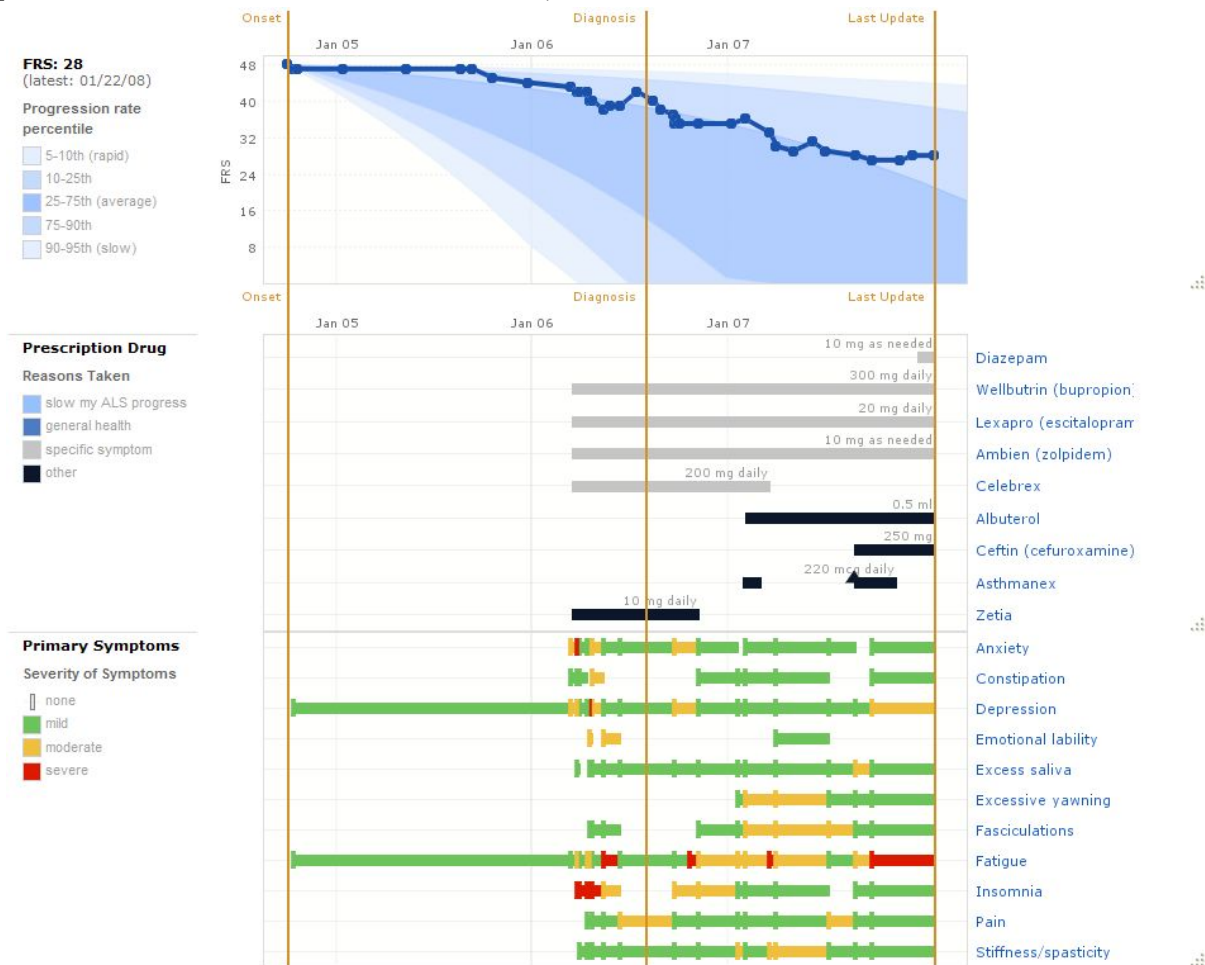 Onset Diagnosis Last Update
Jan 05 Jan 06 Jan 07
FRS: 28
(latest: 01/22/08)
Progression rate
percentile
5-10th (rapid)
10-25th
25-75th (average)
75-90th
90-95th (slow)
FRS
48
40
32
24
16
8
Onset Diagnosis Last Update
Jan 05 Jan 06 Jan 07
Prescription Drug
Reasons Taken
slow my ALS progress
general health
specific symptom
other
10 mg as needed
Diazepam
300 mg daily
Wellbutrin (bupropion)
20 mg daily
Lexapro (escitalopram
10 mg as needed
Ambien (zolpidem)
200 mg daily
Celebrex
0.5 ml
Albuterol
250 mg
Ceftin (cefuroxamine)
220 mcg daily
Asthmanex
10 mg daily
Zetia
Primary Symptoms
Severity of Symptoms
none
mild
moderate
severe
Anxiety
Constipation
Depression
Emotional lability
Excess saliva
Excessive yawning
Fasciculations
Fatigue
Insomnia
Pain
Stiffness/spasticity